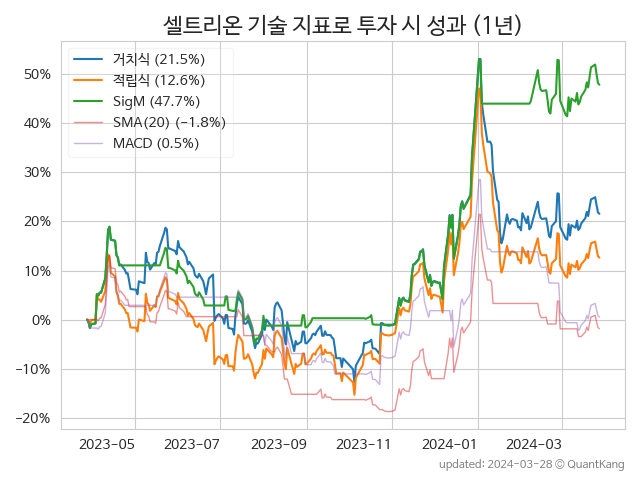 셀트리온 기술 지표로 투자 시 성과 (1년)
거치식 (21.5%)
적립식 (12.6%)
SigM (47.7%)
SMA(20) (−1.8%)
MACD (0.5%)
50%
40%
30%
20%
10%
0%
−10%
−20%
2023-05 2023-07 2023-09 2023-11 2024-01 2024-03
updated: 2024-03-28 © QuantKang